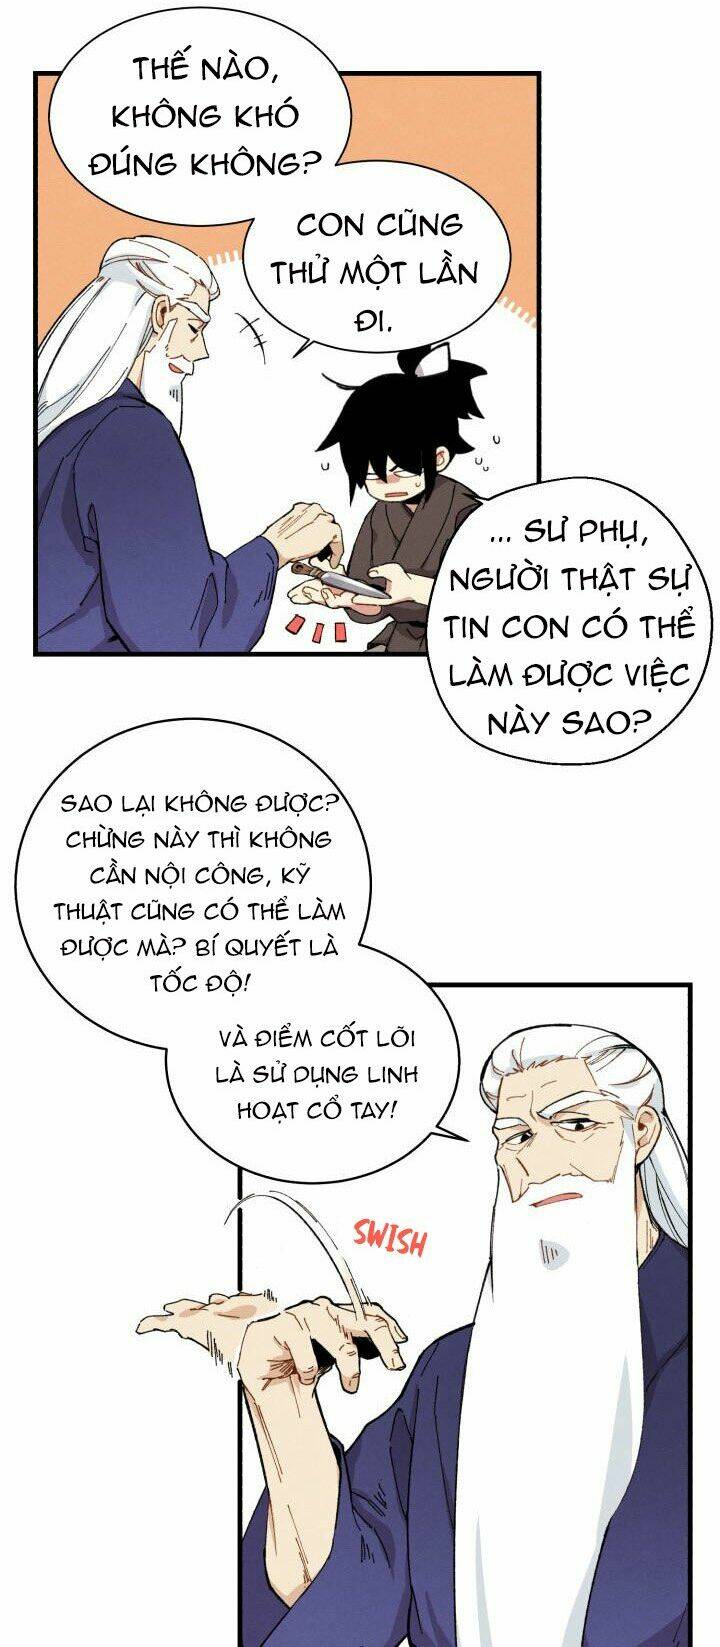 THẾ NÀO,
KHÔNG KHÓ
ĐÚNG KHÔNG?
CON CŨNG
THỬ MỘT LẦN
ĐI.
... SƯ PHỤ,
NGƯỜI THẬT SỰ
TIN CON CÓ THỂ
LÀM ĐƯỢC VIỆC
NÀY SAO?
SAO LẠI KHÔNG ĐƯỢC?
CHỪNG NÀY THÌ KHÔNG
CẦN NỘI CÔNG, KỸ
THUẬT CŨNG CÓ THỂ LÀM
ĐƯỢC MÀ? BÍ QUYẾT LÀ
TỐC ĐỘ!
VÀ ĐIỂM CỐT LÕI
LÀ SỬ DỤNG LINH
HOẠT CỔ TAY!
SWISH